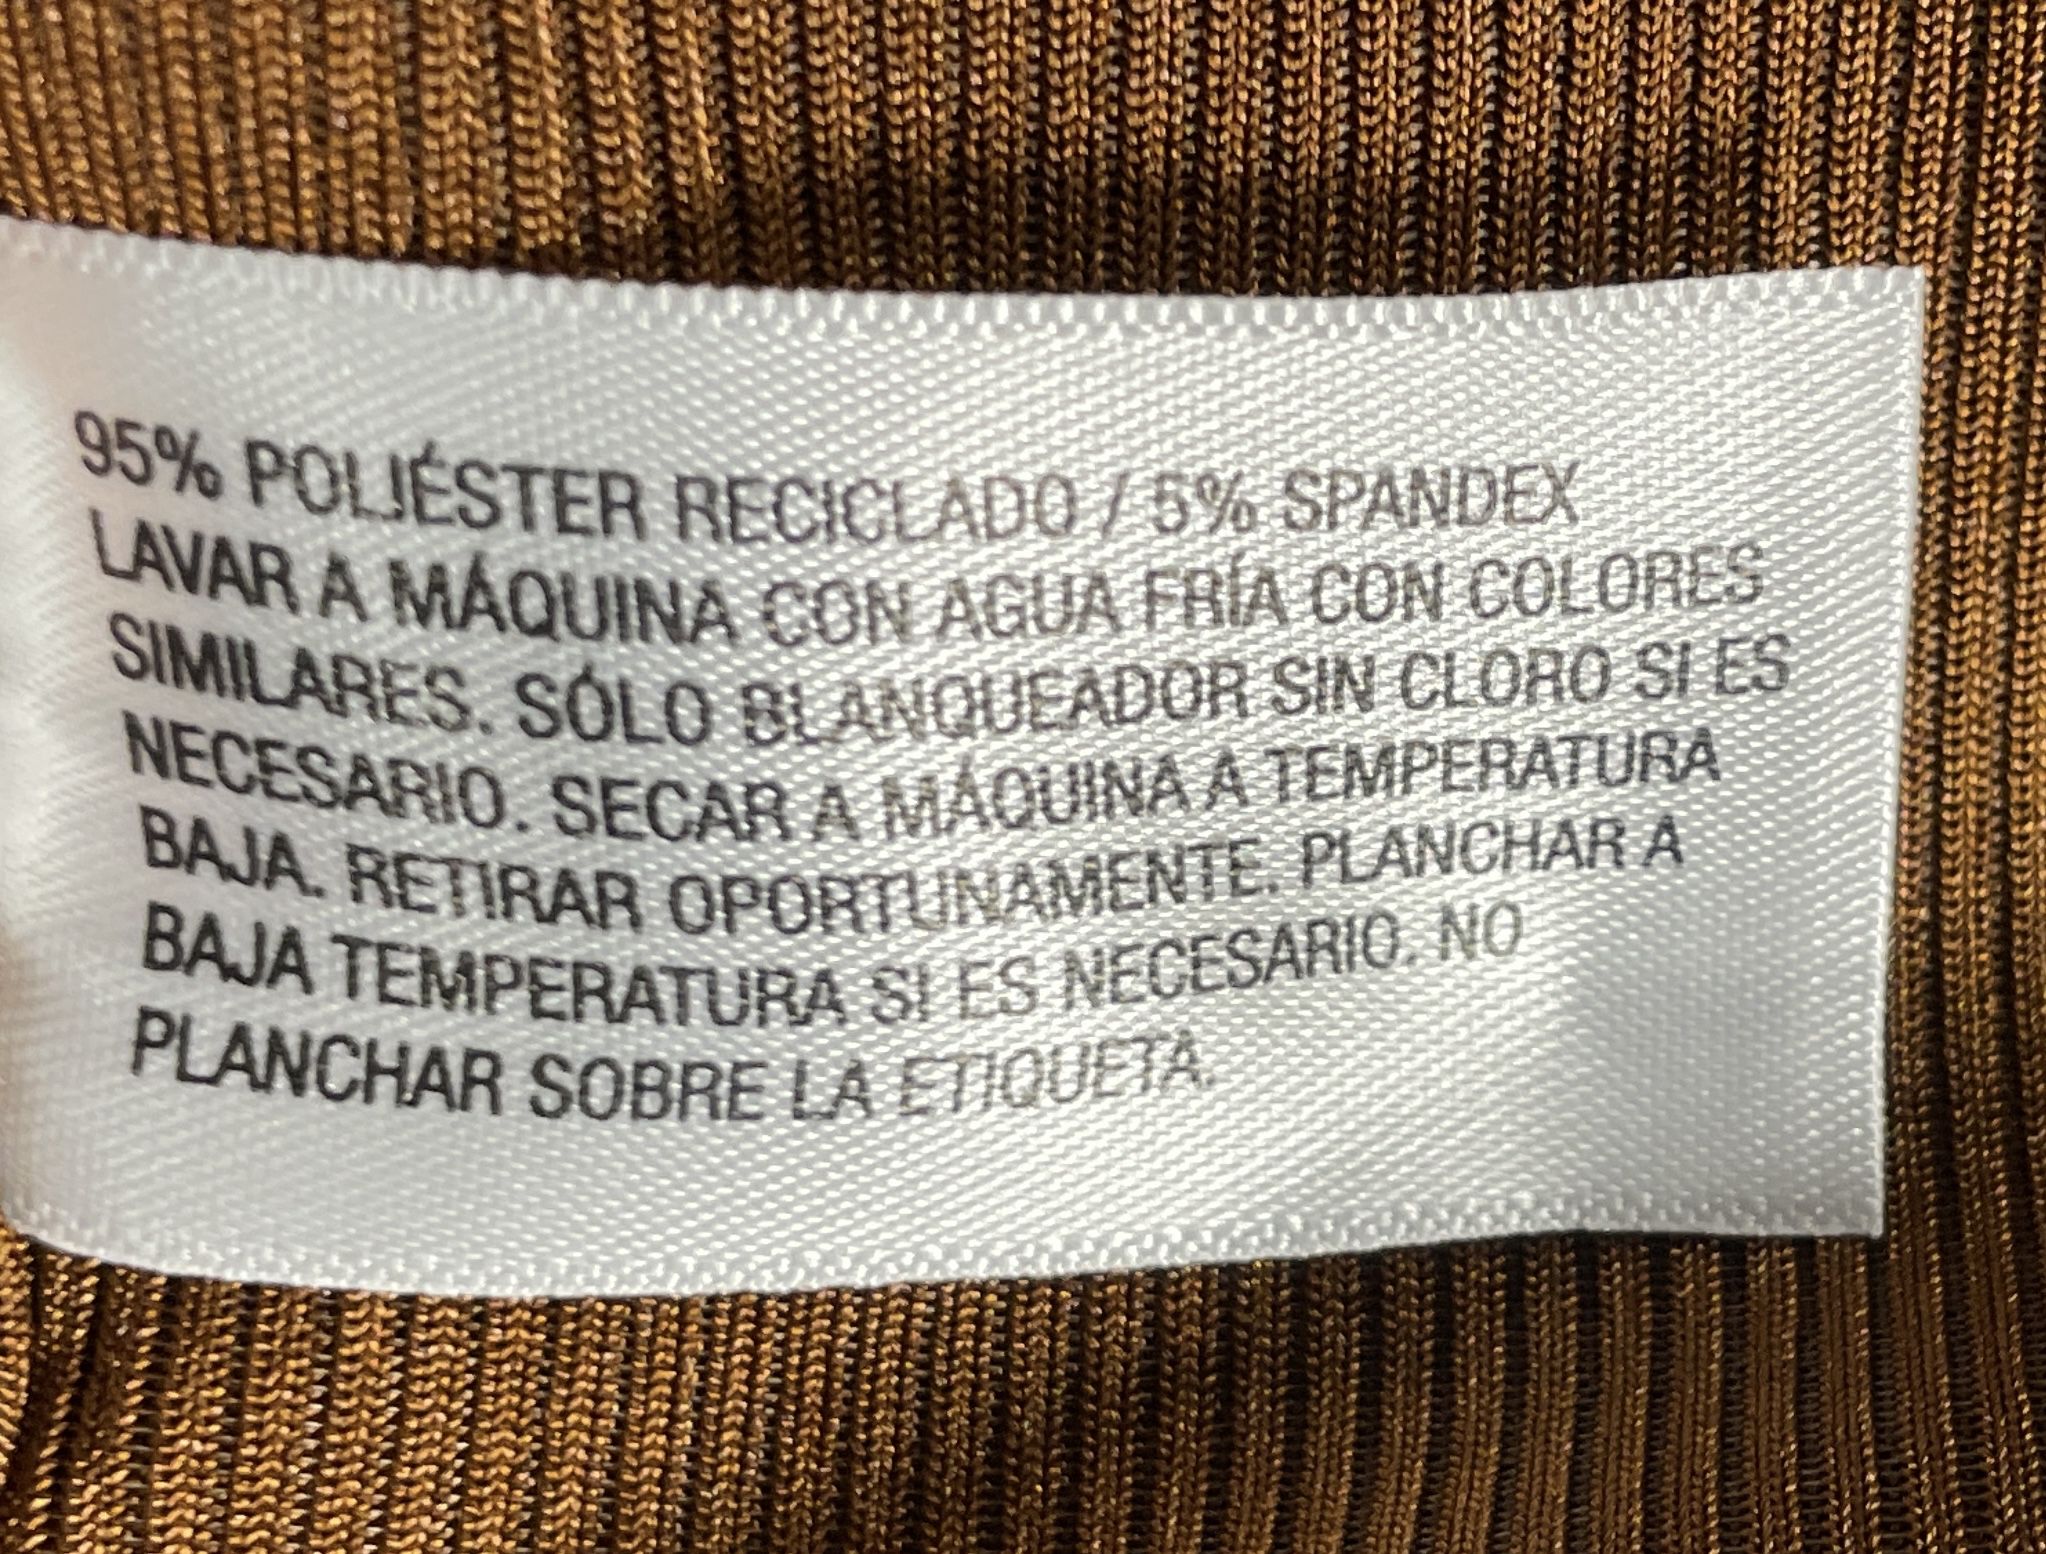 95% POLIÉSTER RECICLADO / 5% SPANDEX
LAVAR A MÁQUINA CON AGUA FRÍA CON COLORES
SIMILARES. SÓLO BLANQUEADOR SIN CLORO SI ES
NECESARIO. SECAR A MÁQUINA A TEMPERATURA
BAJA. RETIRAR OPORTUNAMENTE. PLANCHAR A
BAJA TEMPERATURA SI ES NECESARIO. NO
PLANCHAR SOBRE LA ETIQUETA.